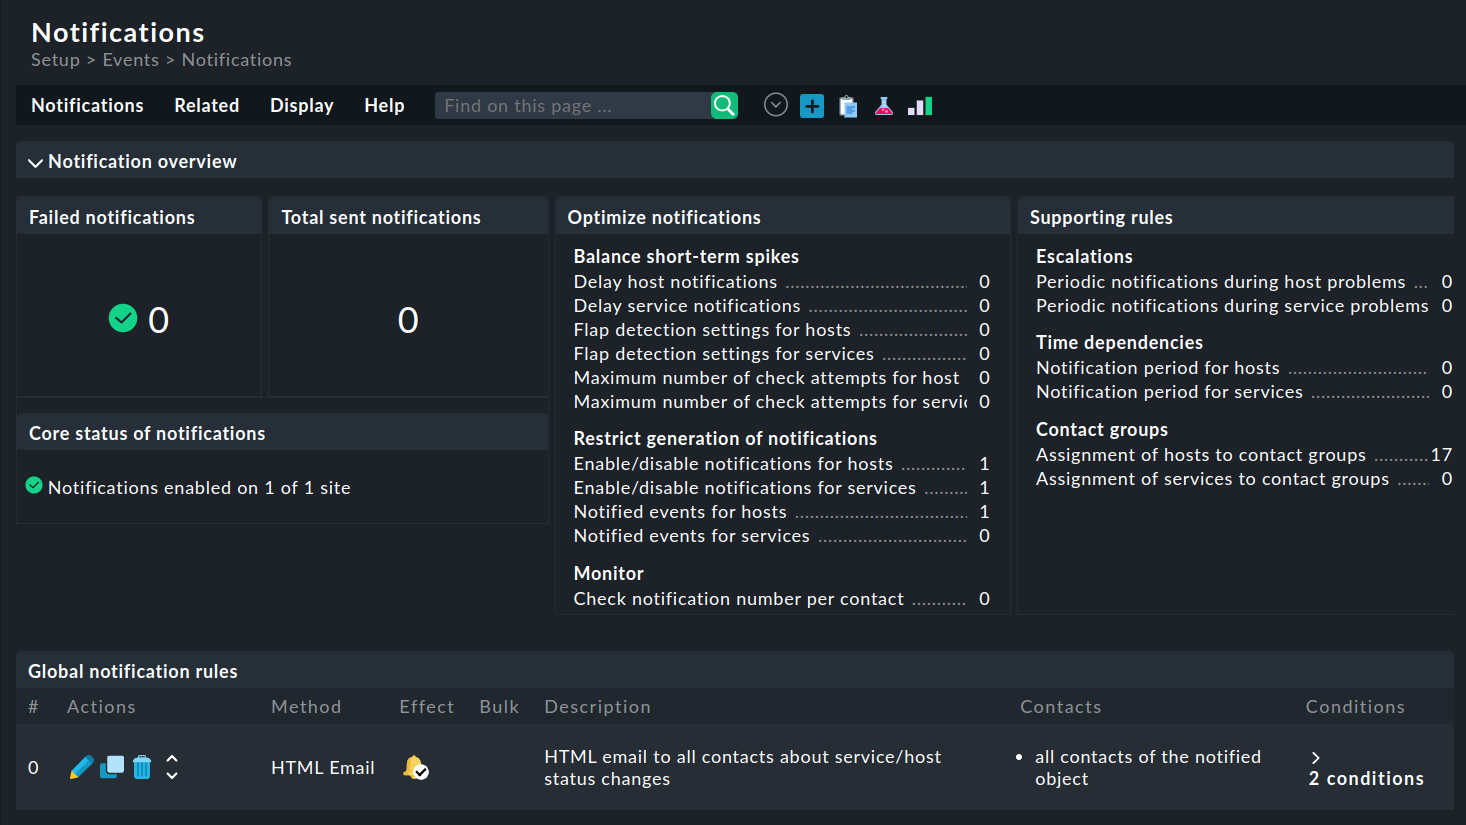 Notifications
Setup > Events > Notifications
Notifications Related Display Help Find on this page ...
Notification overview
Failed notifications
0
Total sent notifications
0
Core status of notifications
Notifications enabled on 1 of 1 site
Optimize notifications
Balance short-term spikes
Delay host notifications 0
Delay service notifications 0
Flap detection settings for hosts 0
Flap detection settings for services 0
Maximum number of check attempts for host 0
Maximum number of check attempts for servic 0
Restrict generation of notifications
Enable/disable notifications for hosts 1
Enable/disable notifications for services 1
Notified events for hosts 1
Notified events for services 0
Monitor
Check notification number per contact 0
Supporting rules
Escalations
Periodic notifications during host problems 0
Periodic notifications during service problems 0
Time dependencies
Notification period for hosts 0
Notification period for services 0
Contact groups
Assignment of hosts to contact groups 17
Assignment of services to contact groups 0
Global notification rules
# Actions Method Effect Bulk Description Contacts Conditions
0 HTML Email
HTML email to all contacts about service/host
status changes
• all contacts of the notified
object
2 conditions